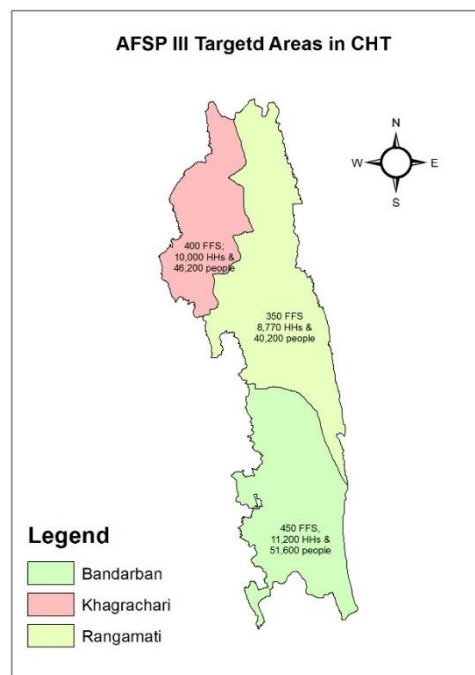 AFSP III Targetd Areas in CHT
N
W E
S
400 FFS;
10,000 HHs &
46,200 people
350 FFS
8,770 HHs &
40,200 people
450 FFS,
11,200 HHs &
51,600 people
Legend
Bandarban
Khagrachari
Rangamati